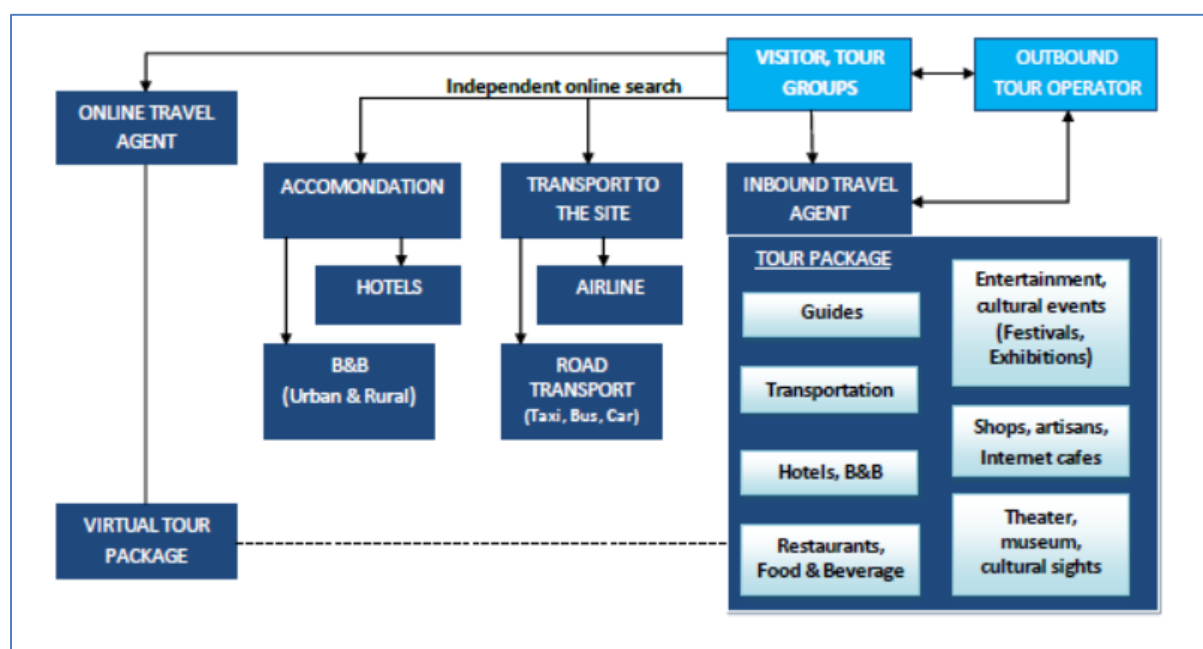 VISITOR, TOUR
GROUPS
OUTBOUND
TOUR OPERATOR
Independent online search
ONLINE TRAVEL
AGENT
ACCOMONDATION
TRANSPORT TO
THE SITE
INBOUND TRAVEL
AGENT
HOTELS
AIRLINE
B&B
(Urban & Rural)
ROAD
TRANSPORT
(Taxi, Bus, Car)
TOUR PACKAGE
Guides
Transportation
Hotels, B&B
Restaurants,
Food & Beverage
Entertainment,
cultural events
(Festivals,
Exhibitions)
Shops, artisans,
Internet cafes
Theater,
museum,
cultural sights
VIRTUAL TOUR
PACKAGE